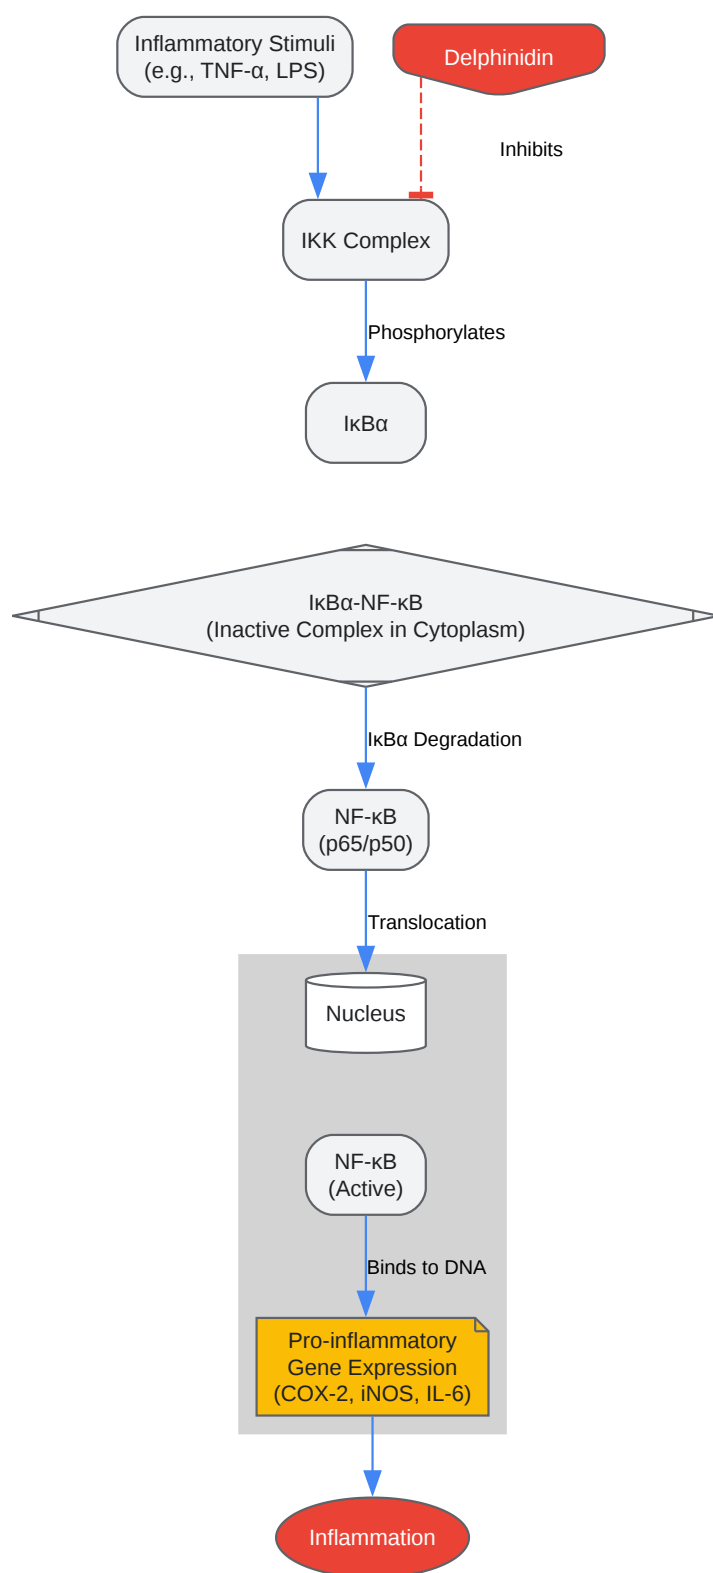 Inflammatory Stimuli
(e.g., TNF-α, LPS)
Delphinidin
Inhibits
IKK Complex
Phosphorylates
IκBα
IκBα-NF-κB
(Inactive Complex in Cytoplasm)
IκBα Degradation
NF-κB
(p65/p50)
Translocation
Nucleus
NF-κB
(Active)
Binds to DNA
Pro-inflammatory
Gene Expression
(COX-2, iNOS, IL-6)
Inflammation